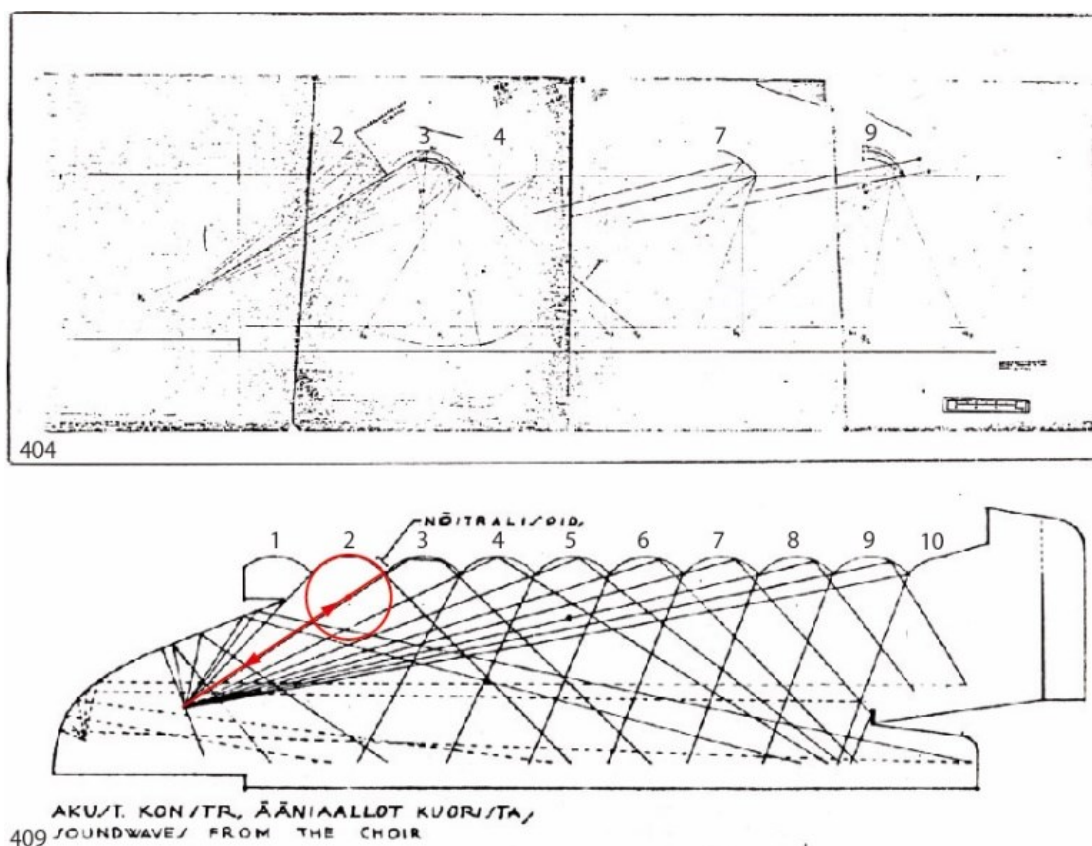 2 3 4 7 9
404
NÖITRALISOID,
1 2 3 4 5 6 7 8 9 10
AKUST. KONSTR, ÄÄNIAALLOT KUORISTA,
409 SOUNDWAVES FROM THE CHOIR